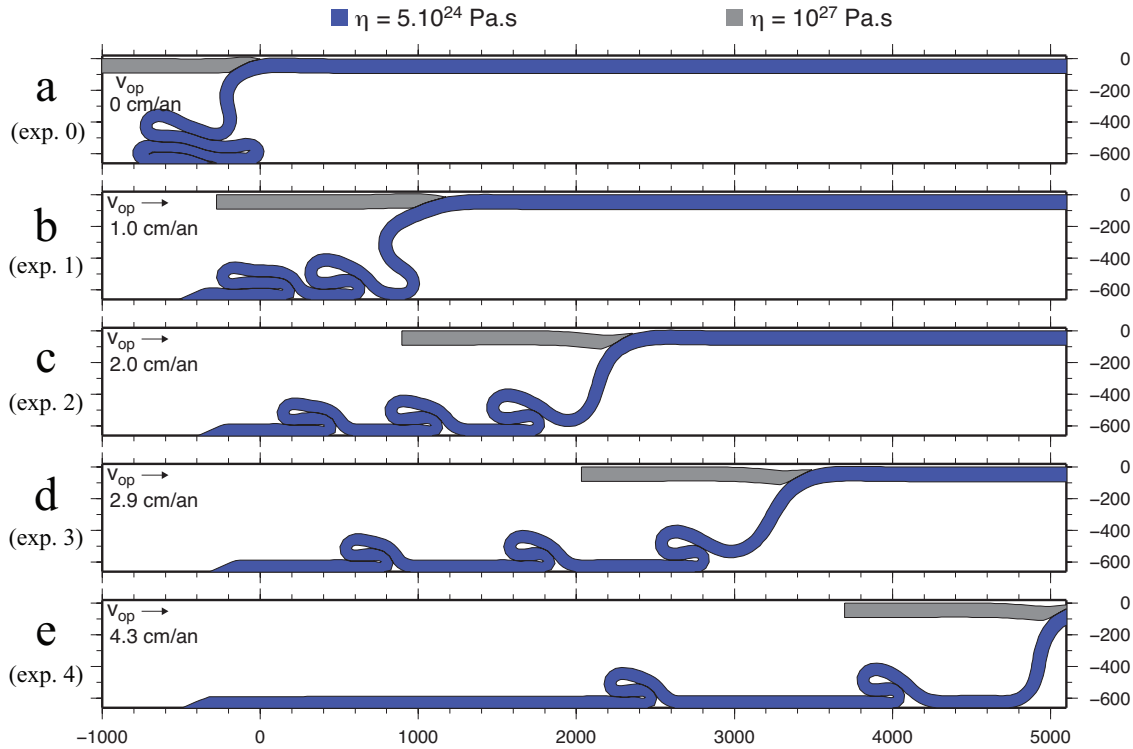 η = 5.10²⁴ Pa.s η = 10²⁷ Pa.s
a
(exp. 0)
v_op
0 cm/an
0
−200
−400
−600
b
(exp. 1)
v_op →
1.0 cm/an
0
−200
−400
−600
c
(exp. 2)
v_op →
2.0 cm/an
0
−200
−400
−600
d
(exp. 3)
v_op →
2.9 cm/an
0
−200
−400
−600
e
(exp. 4)
v_op →
4.3 cm/an
0
−200
−400
−600
−1000 0 1000 2000 3000 4000 5000